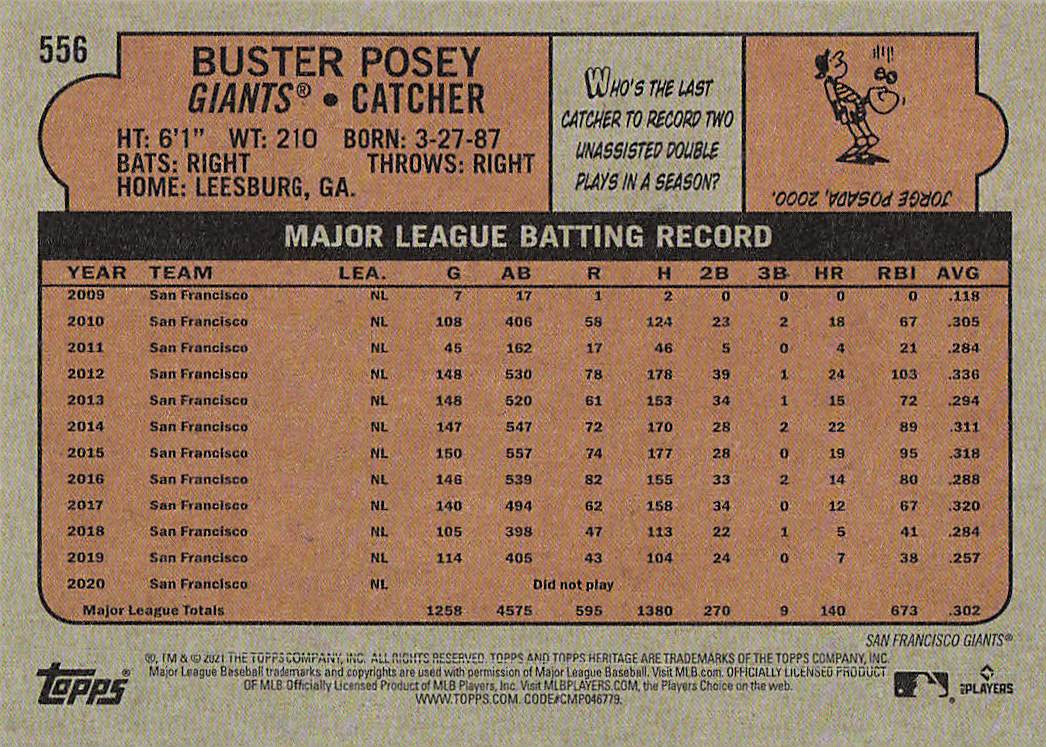 556
BUSTER POSEY
GIANTS® • CATCHER
HT: 6'1" WT: 210 BORN: 3-27-87
BATS: RIGHT THROWS: RIGHT
HOME: LEESBURG, GA.
WHO'S THE LAST
CATCHER TO RECORD TWO
UNASSISTED DOUBLE
PLAYS IN A SEASON?
JORGE POSADA, 2000.
MAJOR LEAGUE BATTING RECORD
YEAR TEAM LEA. G AB R H 2B 3B HR RBI AVG
2009 San Francisco NL 7 17 1 2 0 0 0 0 .118
2010 San Francisco NL 108 406 58 124 23 2 18 67 .305
2011 San Francisco NL 45 162 17 46 5 0 4 21 .284
2012 San Francisco NL 148 530 78 178 39 1 24 103 .336
2013 San Francisco NL 148 520 61 153 34 1 15 72 .294
2014 San Francisco NL 147 547 72 170 28 2 22 89 .311
2015 San Francisco NL 150 557 74 177 28 0 19 95 .318
2016 San Francisco NL 146 539 82 155 33 2 14 80 .288
2017 San Francisco NL 140 494 62 158 34 0 12 67 .320
2018 San Francisco NL 105 398 47 113 22 1 5 41 .284
2019 San Francisco NL 114 405 43 104 24 0 7 38 .257
2020 San Francisco NL Did not play
Major League Totals 1258 4575 595 1380 270 9 140 673 .302
SAN FRANCISCO GIANTS®
®, TM & © 2021 THE TOPPS COMPANY, INC. ALL RIGHTS RESERVED. TOPPS AND TOPPS HERITAGE ARE TRADEMARKS OF THE TOPPS COMPANY, INC.
Major League Baseball trademarks and copyrights are used with permission of Major League Baseball. Visit MLB.com. OFFICIALLY LICENSED PRODUCT
OF MLB Officially Licensed Product of MLB Players, Inc. Visit MLBPLAYERS.COM, the Players Choice on the web.
WWW.TOPPS.COM. CODE#CMP046779.
topps®
MLBPLAYERS